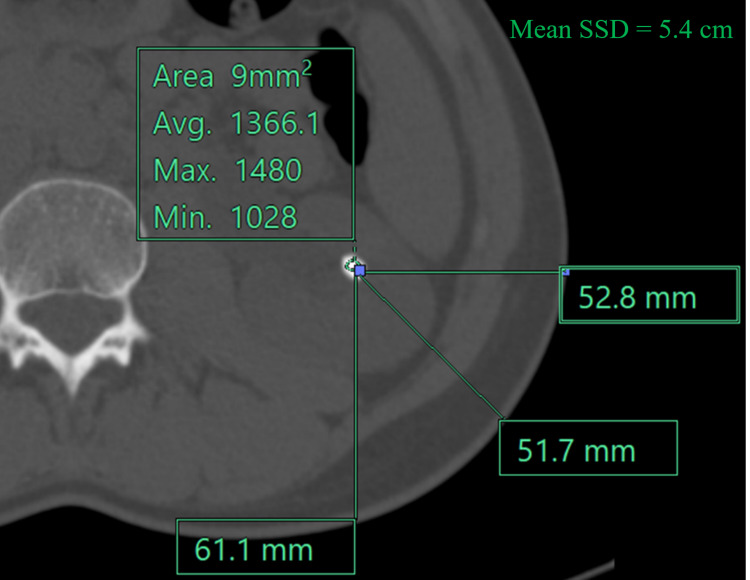 Mean SSD = 5.4 cm
Area 9mm²
Avg. 1366.1
Max. 1480
Min. 1028
52.8 mm
51.7 mm
61.1 mm